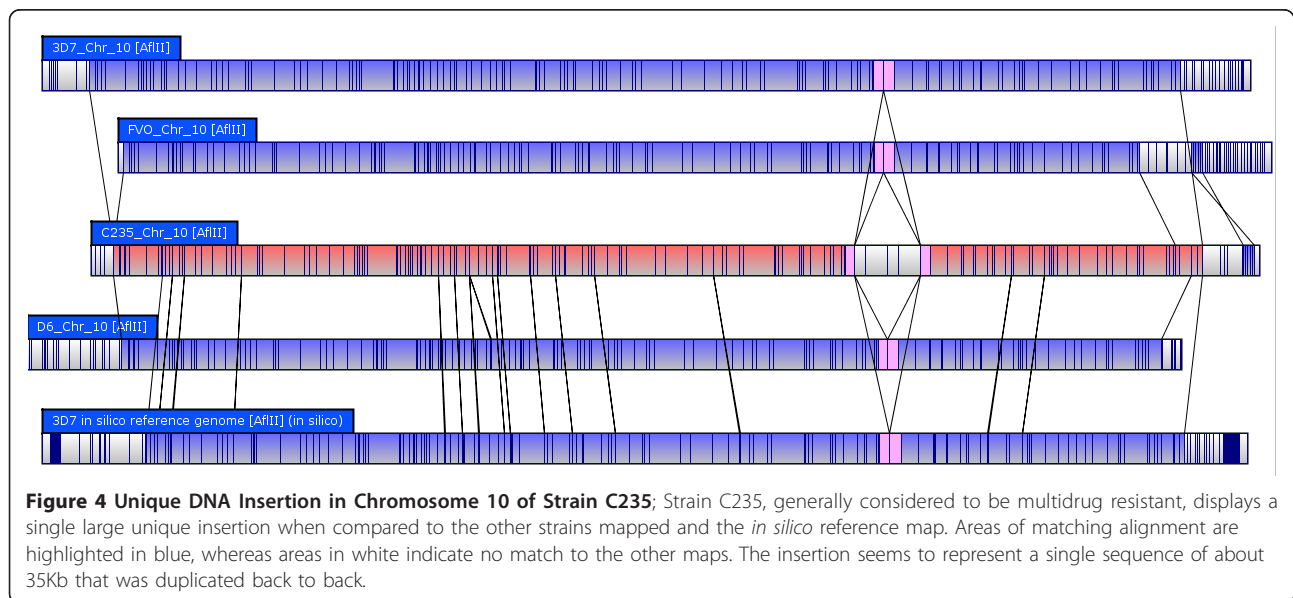 3D7_Chr_10 [AflII]
FVO_Chr_10 [AflII]
C235_Chr_10 [AflII]
D6_Chr_10 [AflII]
3D7 in silico reference genome [AflII] (in silico)
Figure 4 Unique DNA Insertion in Chromosome 10 of Strain C235; Strain C235, generally considered to be multidrug resistant, displays a
single large unique insertion when compared to the other strains mapped and the in silico reference map. Areas of matching alignment are
highlighted in blue, whereas areas in white indicate no match to the other maps. The insertion seems to represent a single sequence of about
35Kb that was duplicated back to back.